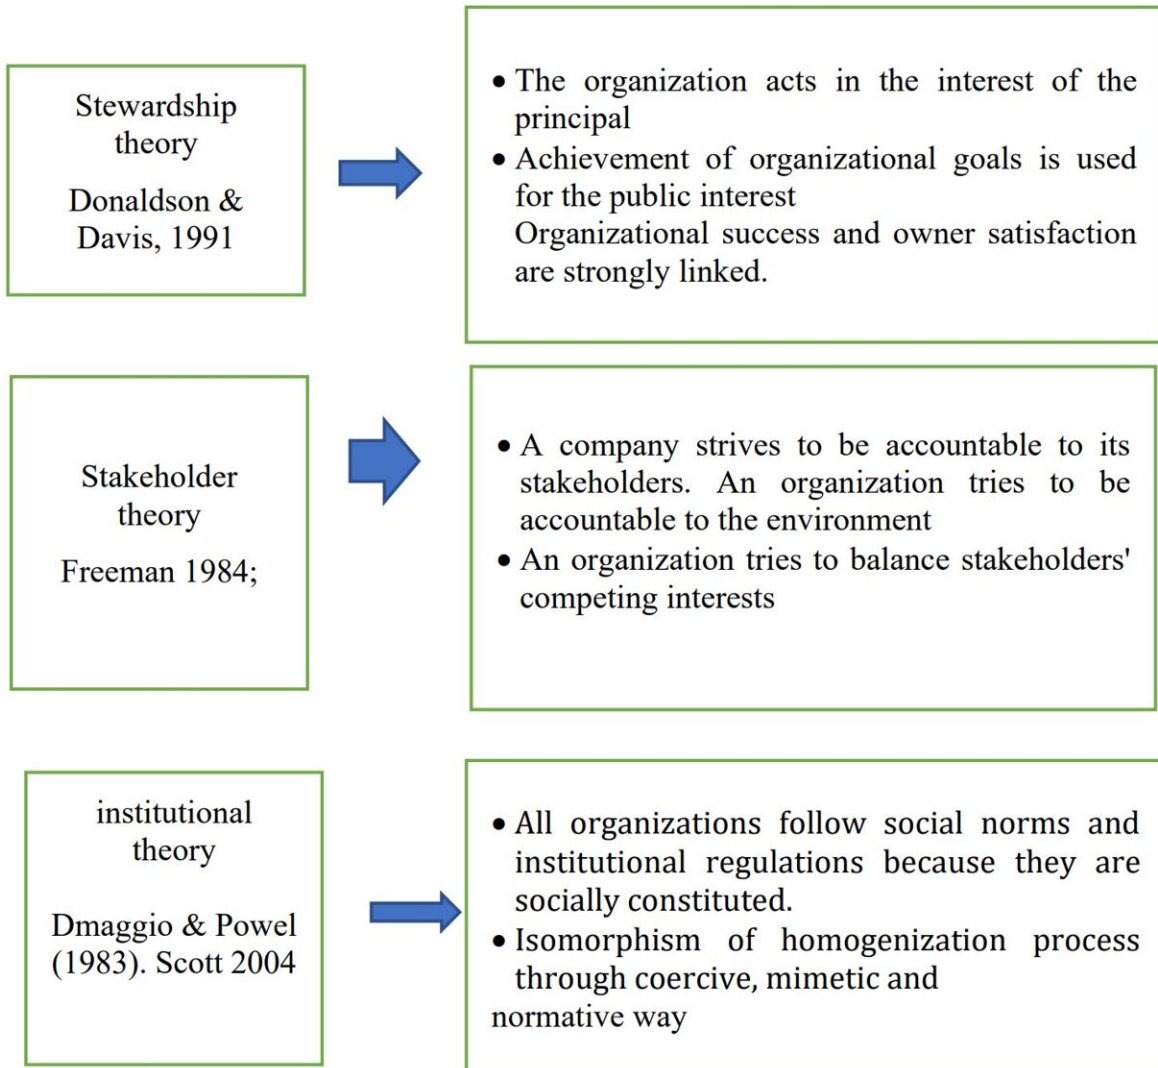 Stewardship
theory
Donaldson &
Davis, 1991
• The organization acts in the interest of the
principal
• Achievement of organizational goals is used
for the public interest
Organizational success and owner satisfaction
are strongly linked.
Stakeholder
theory
Freeman 1984;
• A company strives to be accountable to its
stakeholders. An organization tries to be
accountable to the environment
• An organization tries to balance stakeholders'
competing interests
institutional
theory
Dmaggio & Powel
(1983). Scott 2004
• All organizations follow social norms and
institutional regulations because they are
socially constituted.
• Isomorphism of homogenization process
through coercive, mimetic and
normative way